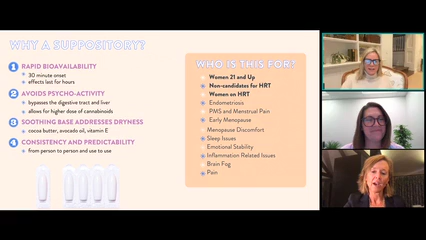 WHY A SUPPOSITORY?
1 RAPID BIOAVAILABILITY
30 minute onset
effects last for hours
2 AVOIDS PSYCHO-ACTIVITY
bypasses the digestive tract and liver
allows for higher dose of cannabinoids
3 SOOTHING BASE ADDRESSES DRYNESS
cocoa butter, avocado oil, vitamin E
4 CONSISTENCY AND PREDICTABILITY
from person to person and use to use
WHO IS THIS FOR?
Women 21 and Up
Non-candidates for HRT
Women on HRT
Endometriosis
PMS and Menstrual Pain
Early Menopause
Menopause Discomfort
Sleep Issues
Emotional Stability
Inflammation Related Issues
Brain Fog
Pain